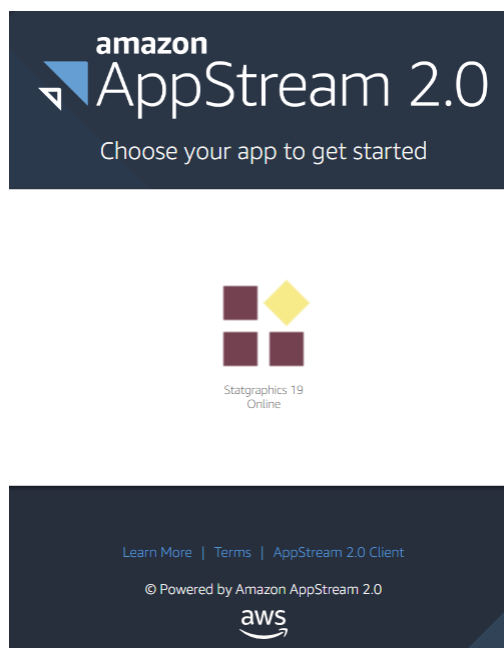 amazon
AppStream 2.0
Choose your app to get started
Statgraphics 19
Online
Learn More | Terms | AppStream 2.0 Client
© Powered by Amazon AppStream 2.0
aws